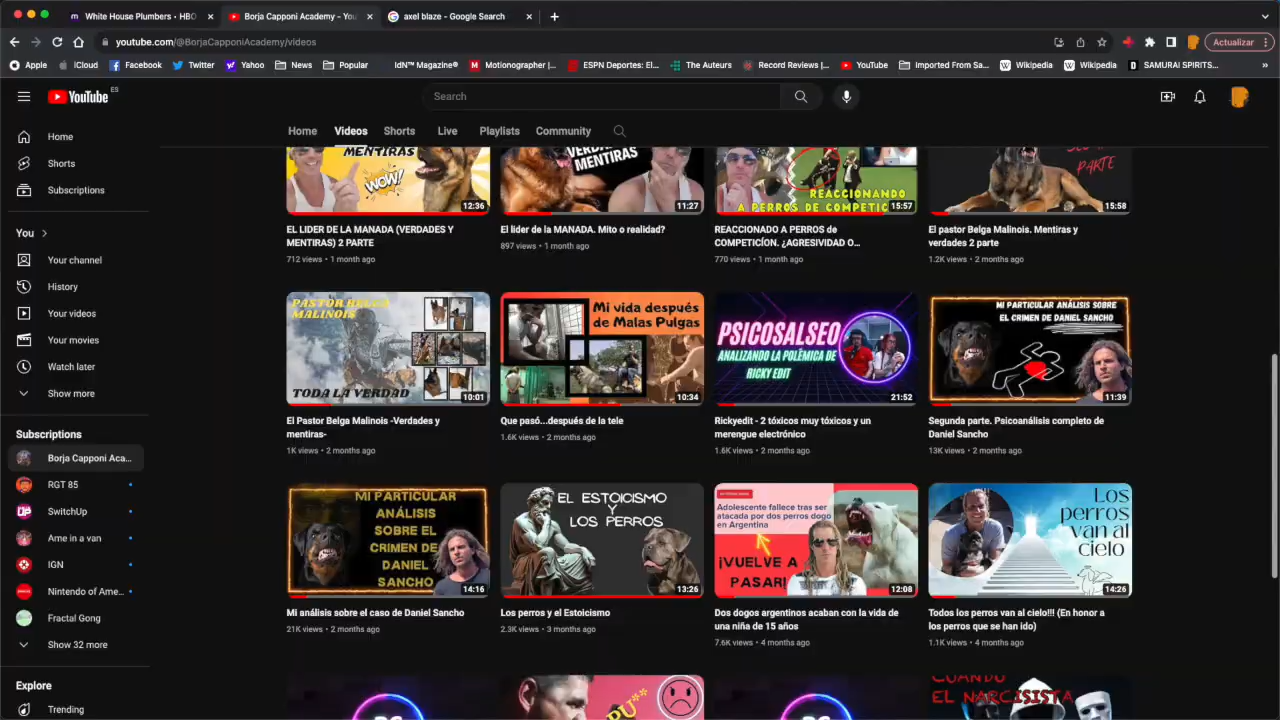 White House Plumbers • HBO
Borja Capponi Academy - You
axel blaze - Google Search
youtube.com/@BorjaCapponiAcademy/videos
Actualizar
Apple
iCloud
Facebook
Twitter
Yahoo
News
Popular
IdN™ Magazine®
Motionographer |...
ESPN Deportes: El...
The Auteurs
Record Reviews |...
YouTube
Imported From Sa...
Wikipedia
Wikipedia
SAMURAI SPIRITS...
YouTube ES
Search
Home
Videos
Shorts
Live
Playlists
Community
Home
Shorts
Subscriptions
You
Your channel
History
Your videos
Your movies
Watch later
Show more
Subscriptions
Borja Capponi Aca...
RGT 85
SwitchUp
Ame in a van
IGN
Nintendo of Ame...
Fractal Gong
Show 32 more
Explore
Trending
MENTIRAS
WOW!
12:36
EL LIDER DE LA MANADA (VERDADES Y
MENTIRAS) 2 PARTE
712 views • 1 month ago
MENTIRAS
11:27
El lider de la MANADA. Mito o realidad?
897 views • 1 month ago
REACCIONANDO
A PERROS DE COMPETIC
15:57
REACCIONADO A PERROS de
COMPETICÍON. ¿AGRESIVIDAD O...
770 views • 1 month ago
PARTE
15:58
El pastor Belga Malinois. Mentiras y
verdades 2 parte
1.2K views • 2 months ago
PASTOR BELGA
MALINOIS
TODA LA VERDAD
10:01
El Pastor Belga Malinois -Verdades y
mentiras-
1K views • 2 months ago
Mi vida después
de Malas Pulgas
10:34
Que pasó...después de la tele
1.6K views • 2 months ago
PSICOSALSEO
ANALIZANDO LA POLÉMICA DE
RICKY EDIT
21:52
Rickyedit - 2 tóxicos muy tóxicos y un
merengue electrónico
1.6K views • 2 months ago
MI PARTICULAR ANÁLISIS SOBRE
EL CRIMEN DE DANIEL SANCHO
11:39
Segunda parte. Psicoanálisis completo de
Daniel Sancho
13K views • 2 months ago
MI PARTICULAR
ANÁLISIS
SOBRE EL
CRIMEN DE
DANIEL
SANCHO
14:16
Mi análisis sobre el caso de Daniel Sancho
21K views • 2 months ago
EL ESTOICISMO
Y
LOS PERROS
13:26
Los perros y el Estoicismo
2.3K views • 3 months ago
Adolescente fallece tras ser
atacada por dos perros dogo
en Argentina
¡VUELVE A
PASAR!
12:08
Dos dogos argentinos acaban con la vida de
una niña de 15 años
7.6K views • 4 months ago
Los
perros
van al
cielo
14:26
Todos los perros van al cielo!!! (En honor a
los perros que se han ido)
1.1K views • 4 months ago
PU**
CUANDO
EL NARCISISTA